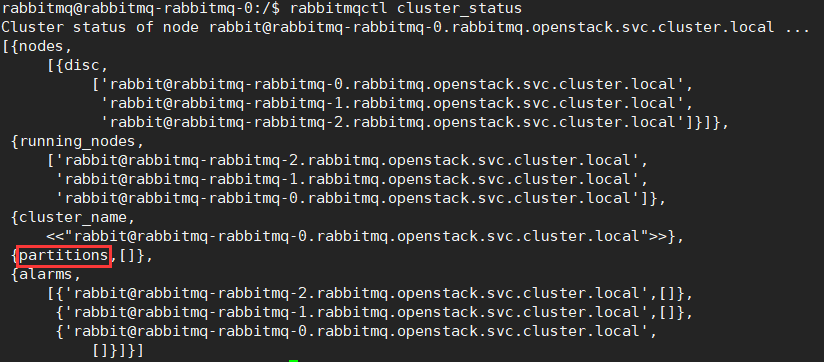 rabbitmq@rabbitmq-rabbitmq-0:/$ rabbitmqctl cluster_status
Cluster status of node rabbit@rabbitmq-rabbitmq-0.rabbitmq.openstack.svc.cluster.local ...
[{nodes,
     [{disc,
          ['rabbit@rabbitmq-rabbitmq-0.rabbitmq.openstack.svc.cluster.local',
           'rabbit@rabbitmq-rabbitmq-1.rabbitmq.openstack.svc.cluster.local',
           'rabbit@rabbitmq-rabbitmq-2.rabbitmq.openstack.svc.cluster.local']}]},
 {running_nodes,
     ['rabbit@rabbitmq-rabbitmq-2.rabbitmq.openstack.svc.cluster.local',
      'rabbit@rabbitmq-rabbitmq-1.rabbitmq.openstack.svc.cluster.local',
      'rabbit@rabbitmq-rabbitmq-0.rabbitmq.openstack.svc.cluster.local']},
 {cluster_name,
     <<"rabbit@rabbitmq-rabbitmq-0.rabbitmq.openstack.svc.cluster.local">>},
 {partitions,[]},
 {alarms,
     [{'rabbit@rabbitmq-rabbitmq-2.rabbitmq.openstack.svc.cluster.local',[]},
      {'rabbit@rabbitmq-rabbitmq-1.rabbitmq.openstack.svc.cluster.local',[]},
      {'rabbit@rabbitmq-rabbitmq-0.rabbitmq.openstack.svc.cluster.local',
          []}]}]